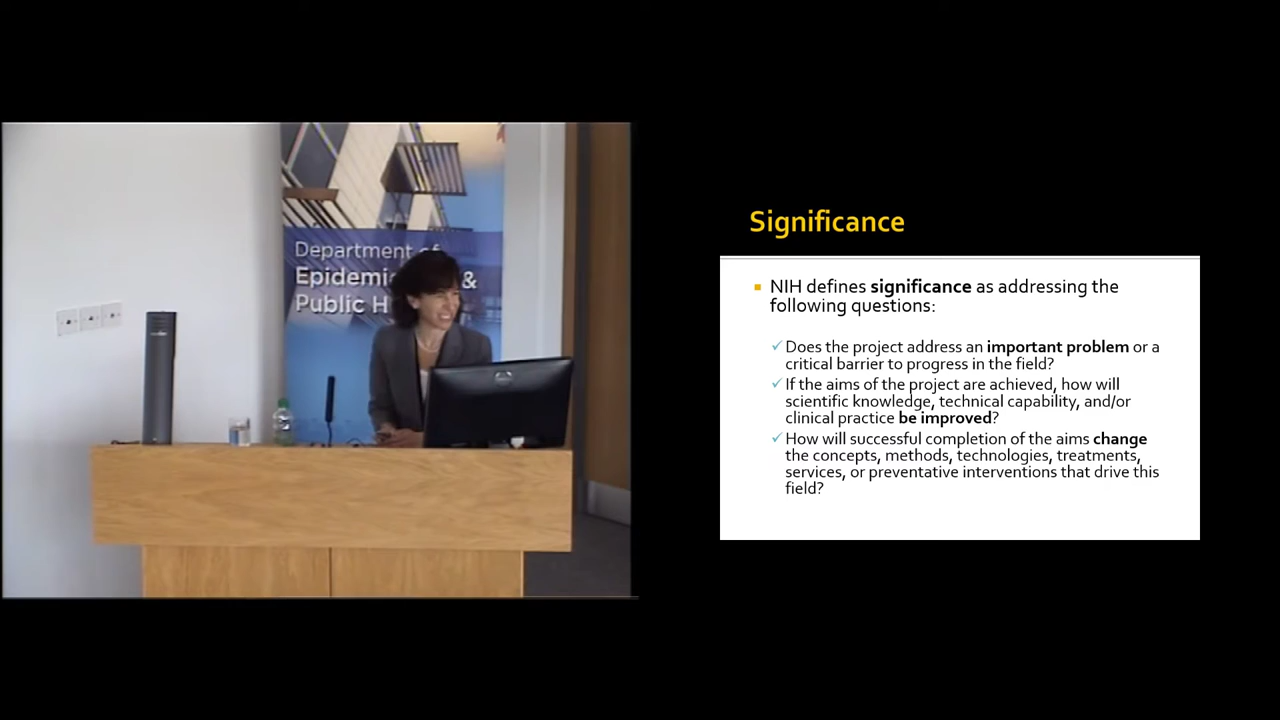 Department of
Epidemi &
Public H
Significance
NIH defines significance as addressing the
following questions:
Does the project address an important problem or a
critical barrier to progress in the field?
If the aims of the project are achieved, how will
scientific knowledge, technical capability, and/or
clinical practice be improved?
How will successful completion of the aims change
the concepts, methods, technologies, treatments,
services, or preventative interventions that drive this
field?